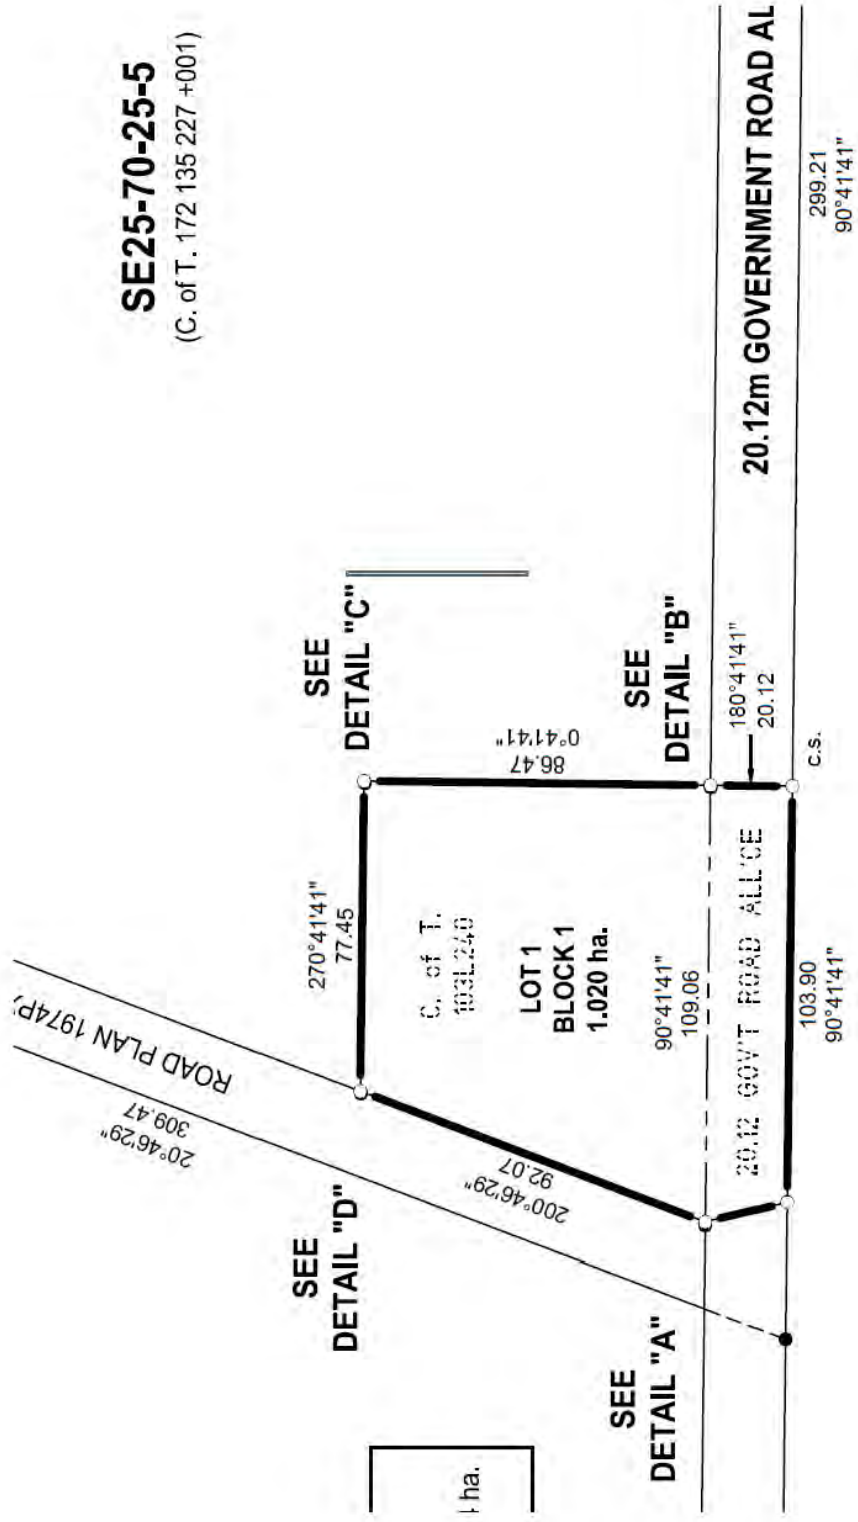 SE25-70-25-5
(C. of T. 172 135 227 +001)
ROAD PLAN 1974P
20°46'29"
309.47
SEE
DETAIL "D"
270°41'41"
77.45
SEE
DETAIL "C"
C. of T.
103L240
LOT 1
BLOCK 1
1.020 ha.
86.47
0°41'41"
200°46'29"
92.07
SEE
DETAIL "B"
90°41'41"
109.06
180°41'41"
20.12
20.12 GOV'T ROAD ALL'CE
20.12m GOVERNMENT ROAD AL
SEE
DETAIL "A"
103.90
90°41'41"
c.s.
299.21
90°41'41"
ha.